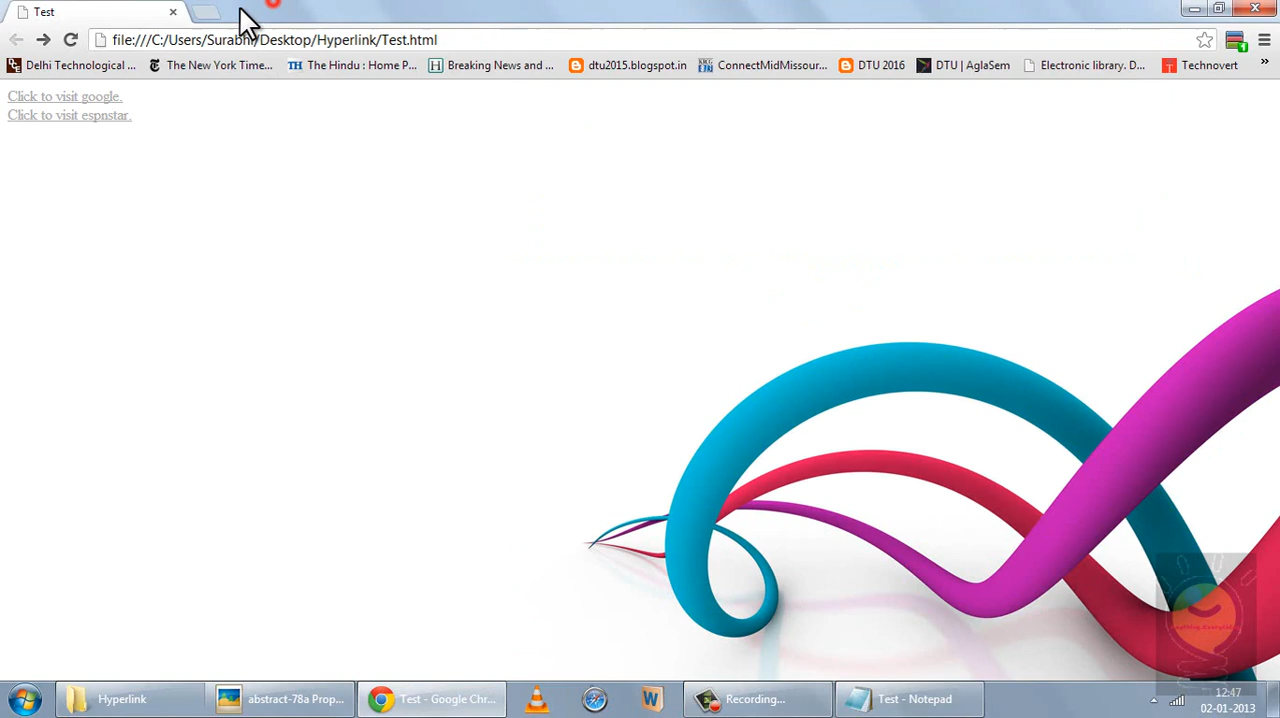 Test
file:///C:/Users/Surabhi/Desktop/Hyperlink/Test.html
Delhi Technological ... The New York Time... The Hindu : Home P... Breaking News and ... dtu2015.blogspot.in ConnectMidMissour... DTU 2016 DTU | AglaSem Electronic library. D... Technovert »
Click to visit google.
Click to visit espnstar.
Hyperlink abstract-78a Prop... Test - Google Chr... Recording... Test - Notepad
12:47
02-01-2013